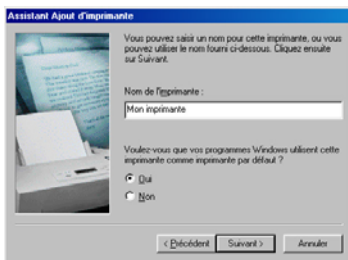 Assistant Ajout d'imprimante
Vous pouvez saisir un nom pour cette imprimante, ou vous
pouvez utiliser le nom fourni ci-dessous. Cliquez ensuite
sur Suivant.
Nom de l'imprimante :
Mon imprimante
Voulez-vous que vos programmes Windows utilisent cette
imprimante comme imprimante par défaut ?
Oui
Non
< Précédent Suivant > Annuler